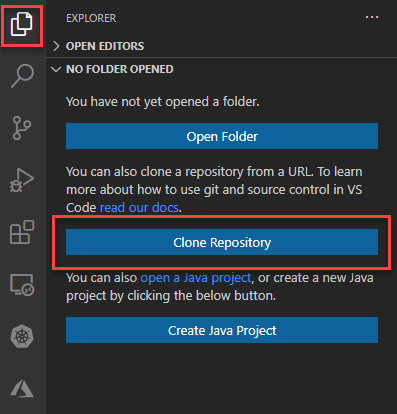 EXPLORER
OPEN EDITORS
NO FOLDER OPENED
You have not yet opened a folder.
Open Folder
You can also clone a repository from a URL. To learn
more about how to use git and source control in VS
Code read our docs.
Clone Repository
You can also open a Java project, or create a new Java
project by clicking the below button.
Create Java Project